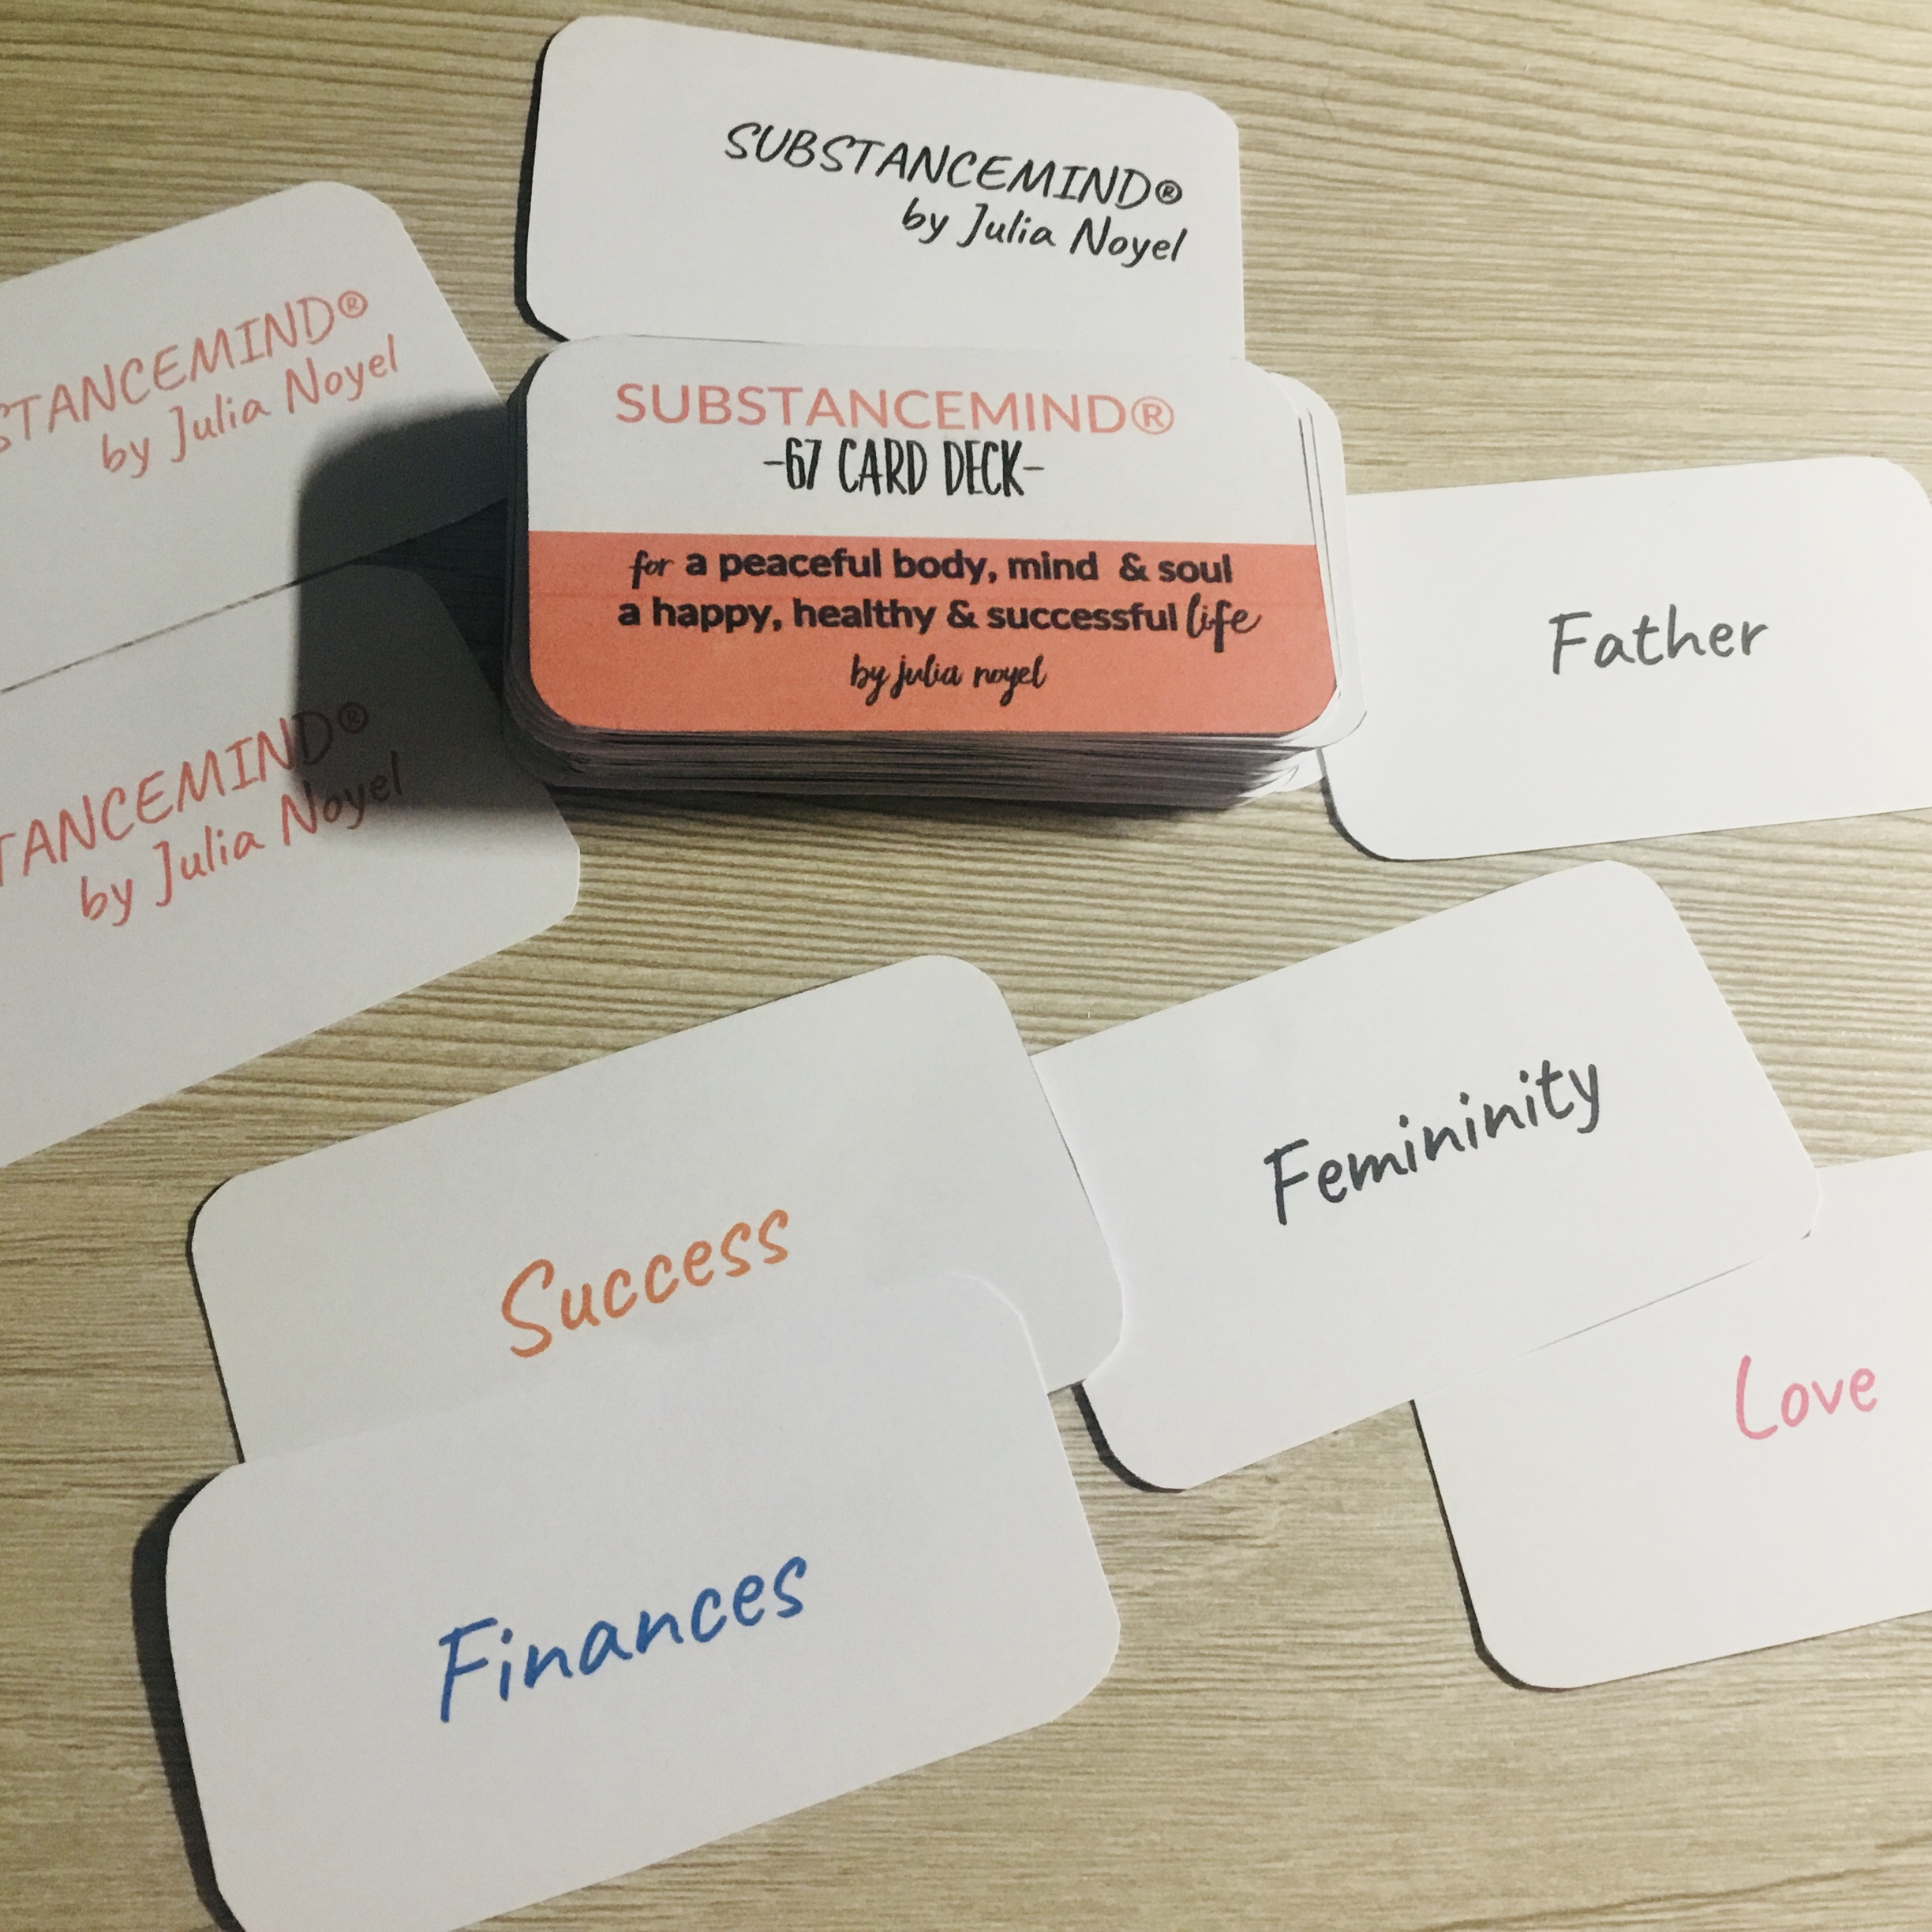 SUBSTANCEMIND®
by Julia Noyel
STANCEMIND®
by Julia Noyel
SUBSTANCEMIND®
-67 CARD DECK-
for a peaceful body, mind & soul
a happy, healthy & successful life
by julia noyel
Father
TANCEMIND®
by Julia Noyel
Femininity
Success
Love
Finances